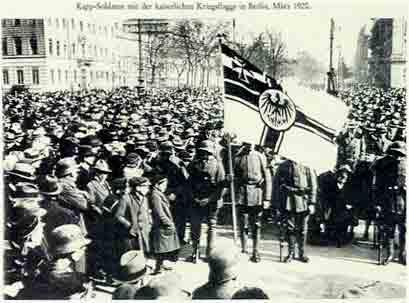 Kapp-Soldaten mit der kaiserlichen Kriegsflagge in Berlin, März 1920.